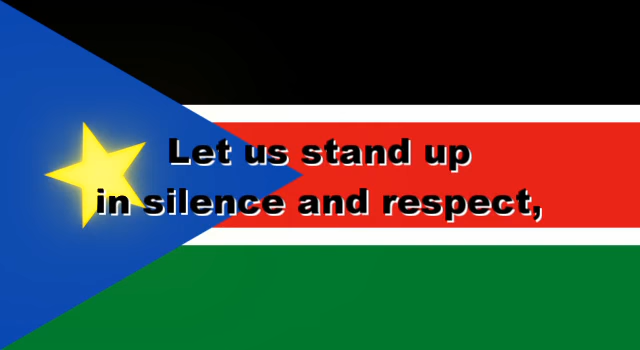 Let us stand up
in silence and respect,